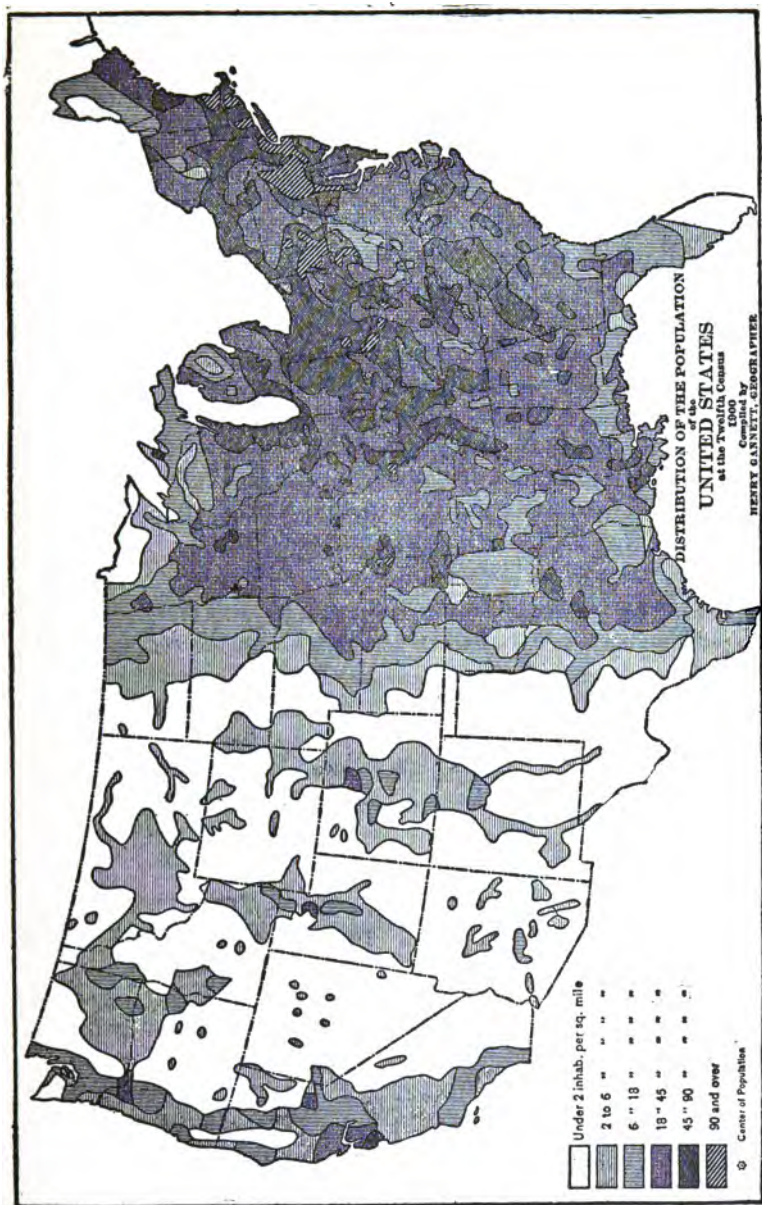 DISTRIBUTION OF THE POPULATION
of the
UNITED STATES
at the Twelfth Census
1900
Compiled by
HENRY GANNETT, GEOGRAPHER
Under 2 inhab. per sq. mile
2 to 6 " " " "
6 " 18 " " " "
18 " 45 " " " "
45 " 90 " " " "
90 and over
✡ Center of Population